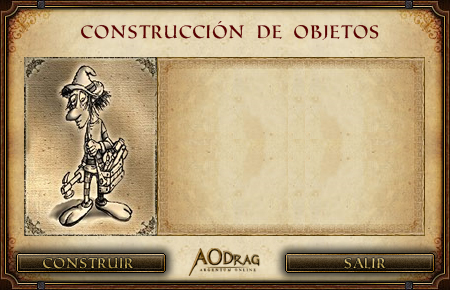 CONSTRUCCIÓN DE OBJETOS
CONSTRUIR
AODRAG
ARGENTUM ONLINE
SALIR